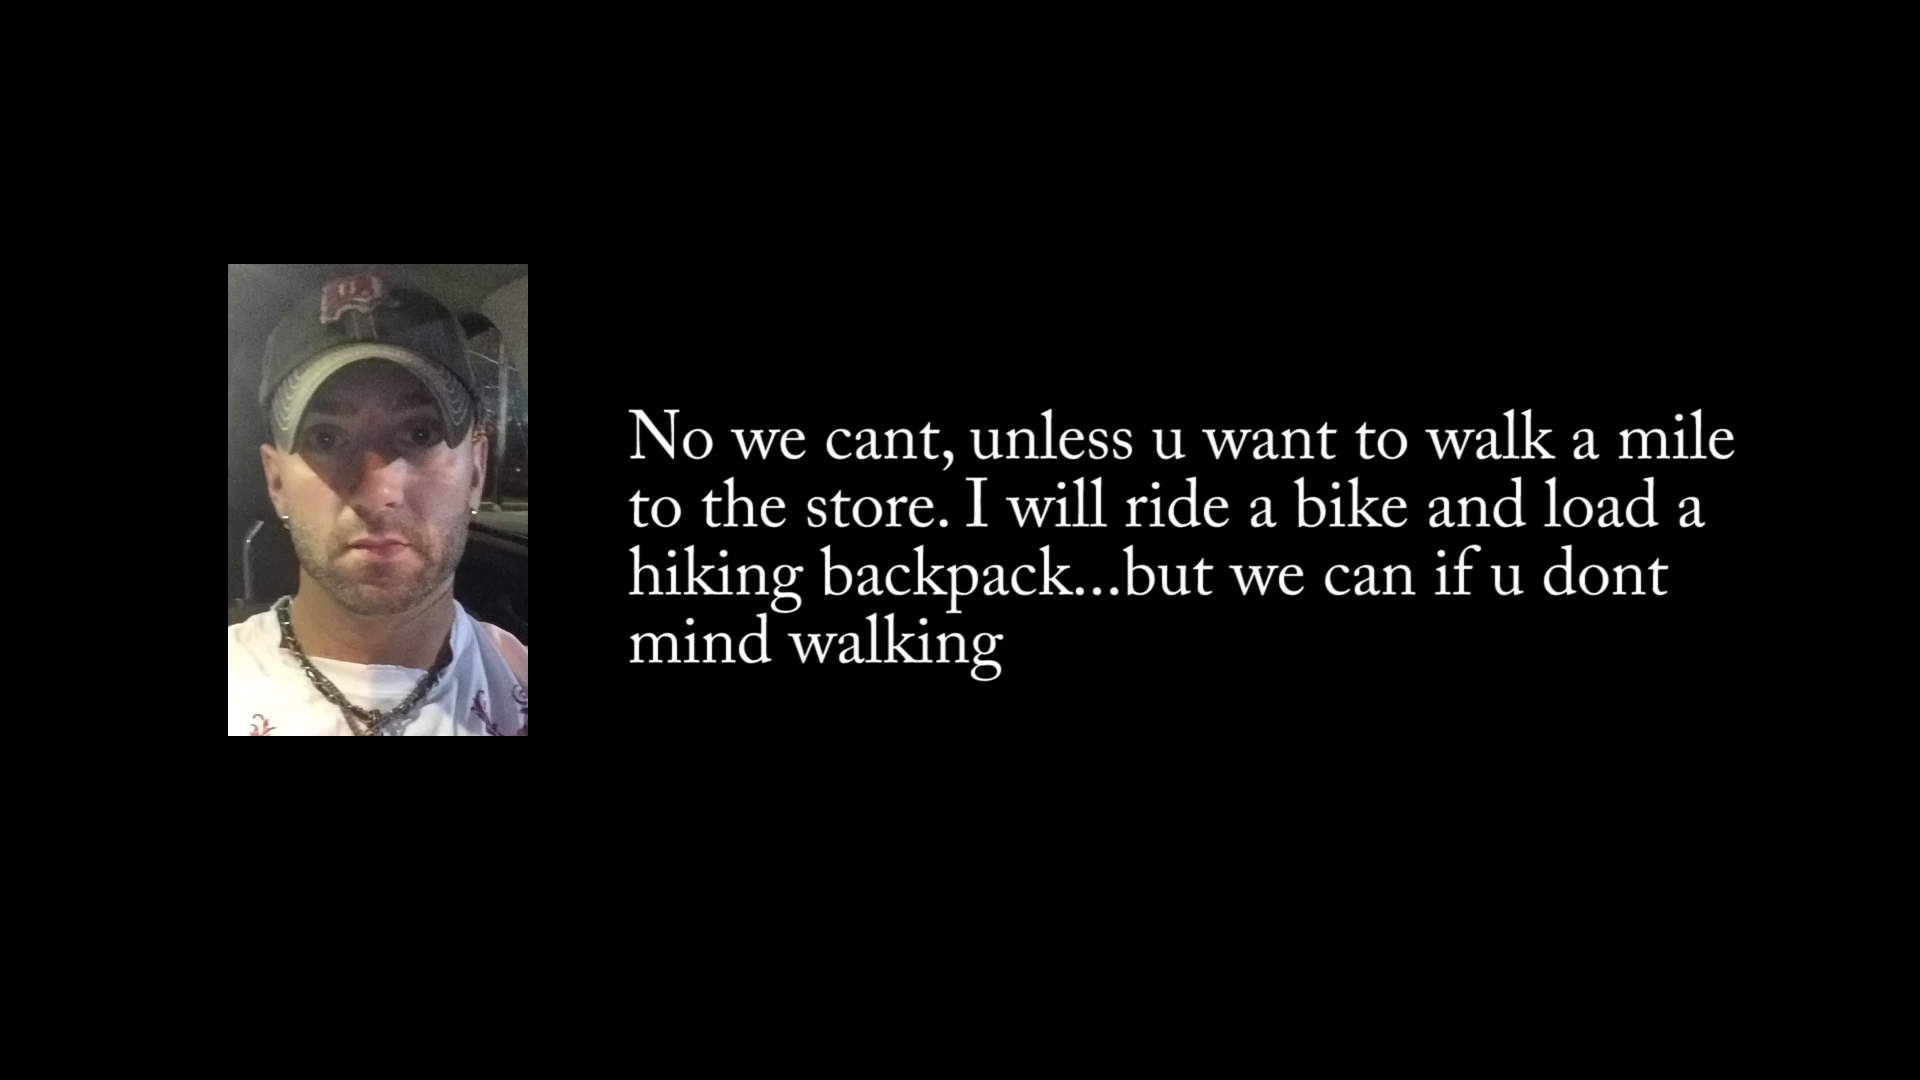 No we cant, unless u want to walk a mile
to the store. I will ride a bike and load a
hiking backpack...but we can if u dont
mind walking